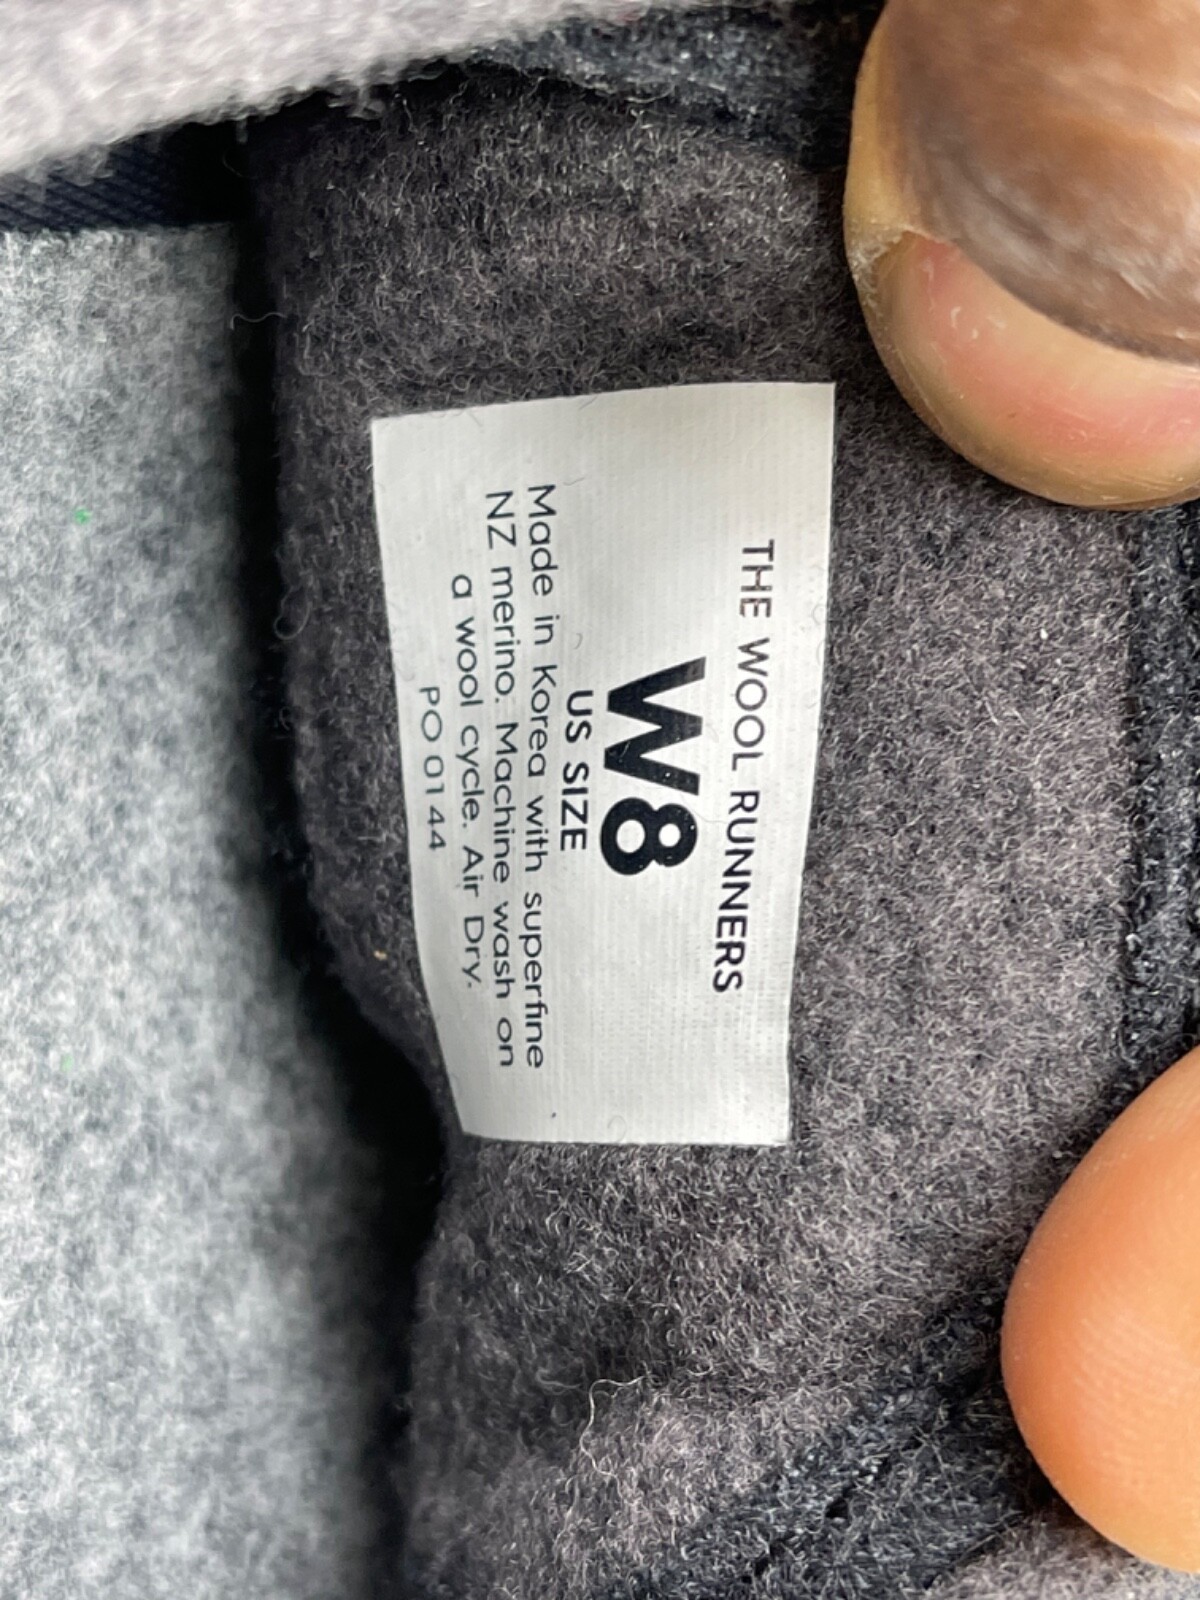 THE WOOL RUNNERS
W8
US SIZE
Made in Korea with superfine
NZ merino. Machine wash on
a wool cycle. Air Dry.
PO 0144